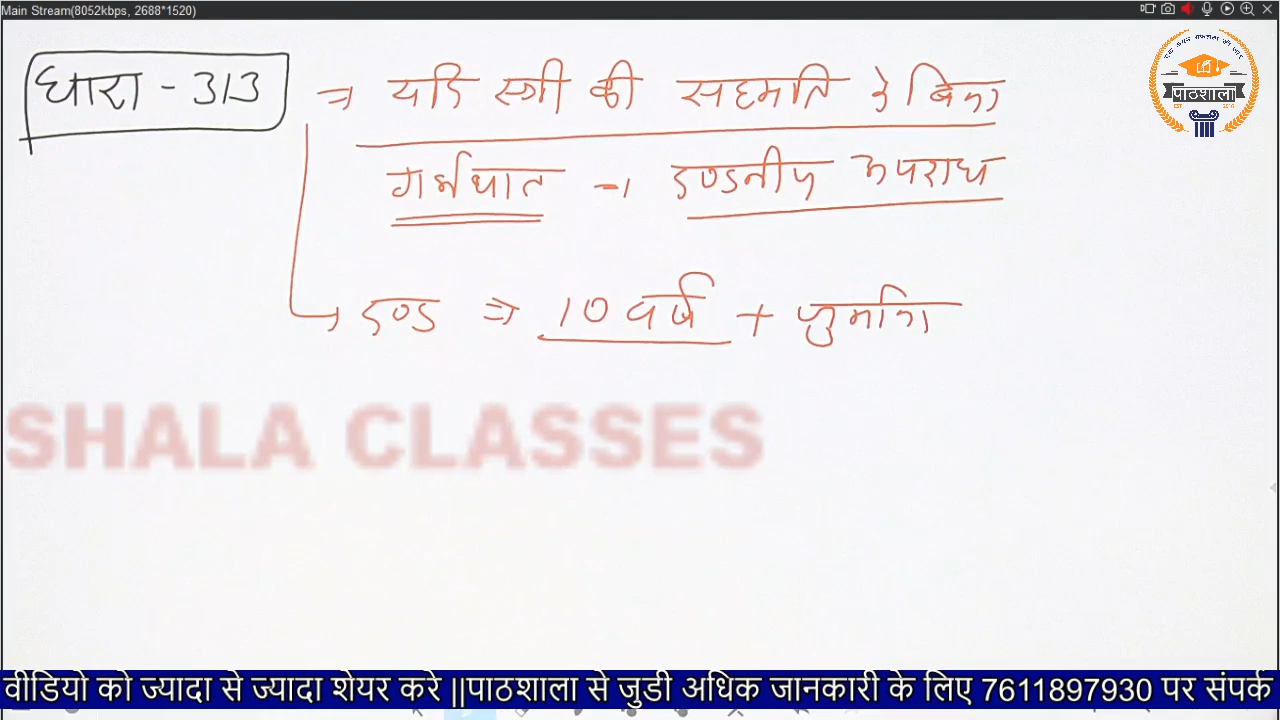 Main Stream(8052kbps, 2688*1520)
धारा - 313 ⇒ यदि स्त्री की सहमति के बिना
गर्भपात → दण्डनीय अपराध
दण्ड ⇒ 10 वर्ष + जुर्माना
पाठशाला
SHALA CLASSES
वीडियो को ज्यादा से ज्यादा शेयर करे ||पाठशाला से जुडी अधिक जानकारी के लिए 7611897930 पर संपर्क